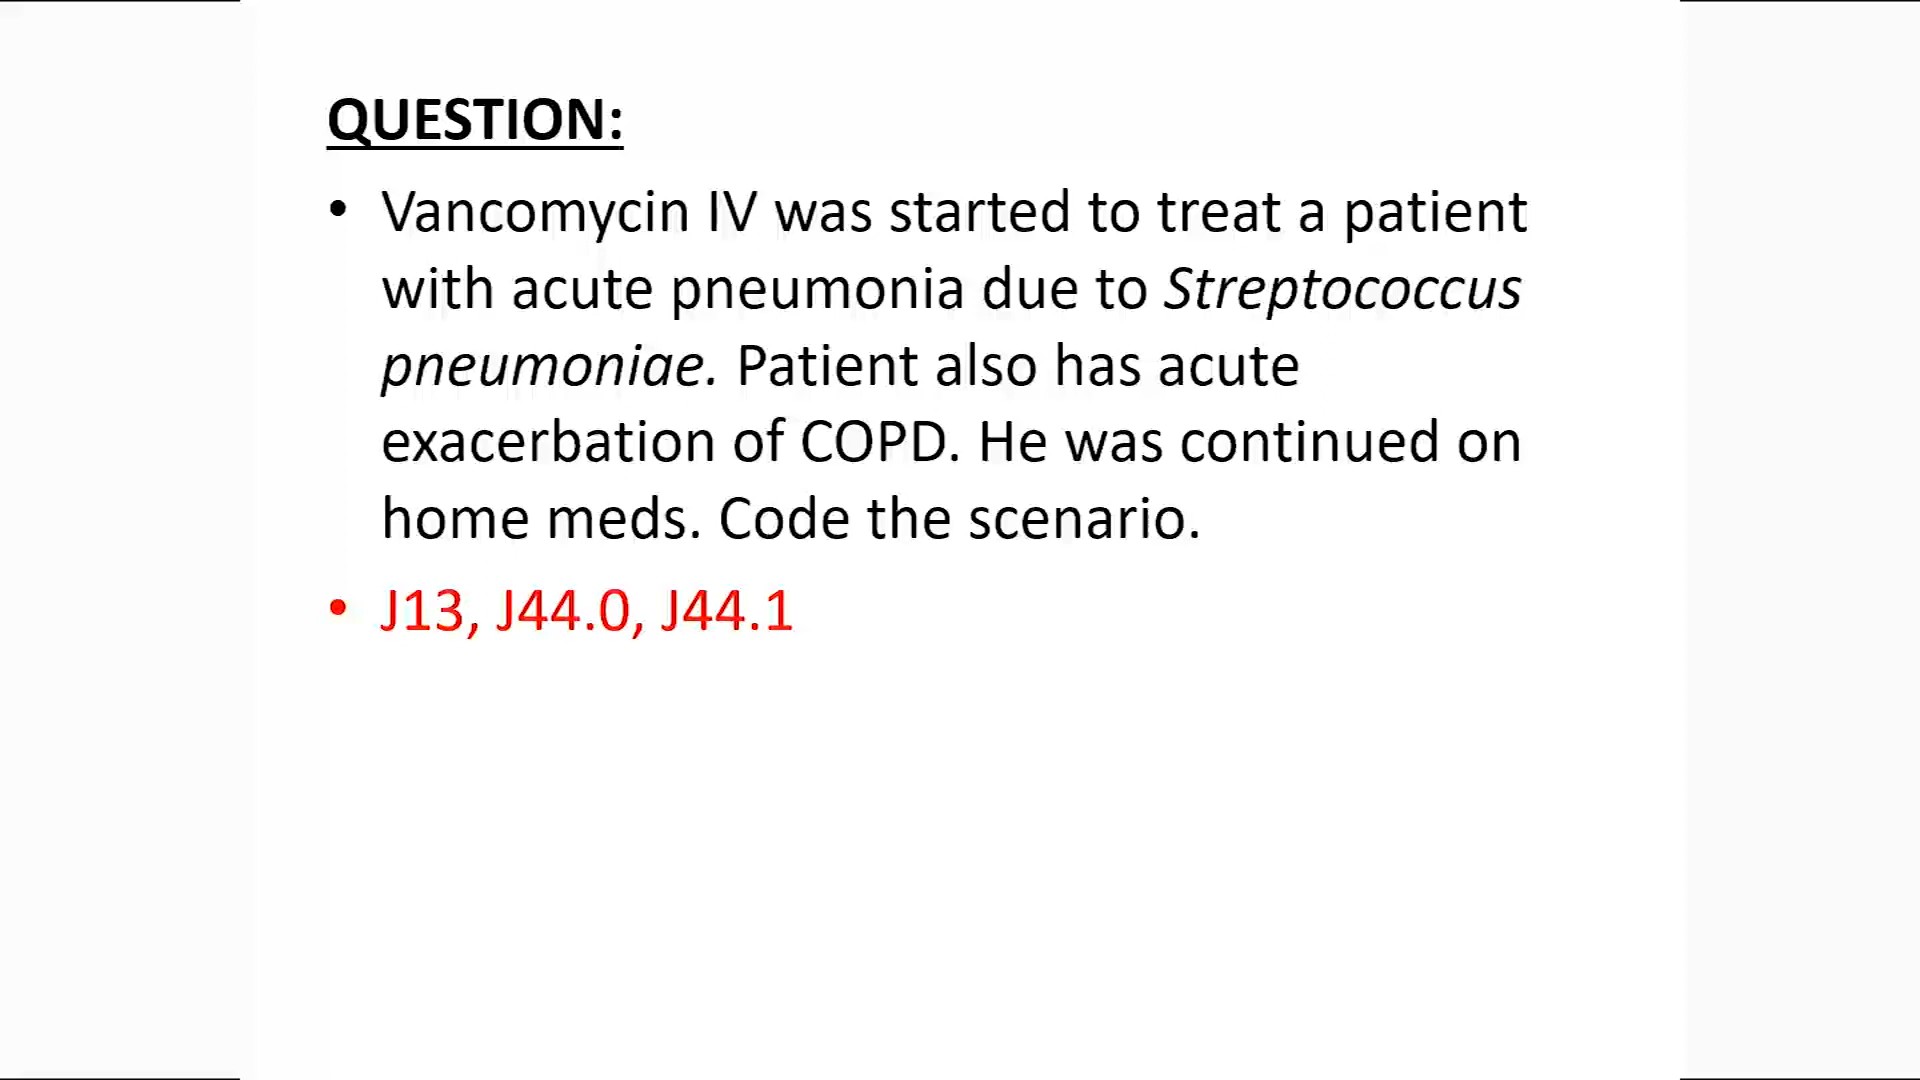 QUESTION:
• Vancomycin IV was started to treat a patient
with acute pneumonia due to Streptococcus
pneumoniae. Patient also has acute
exacerbation of COPD. He was continued on
home meds. Code the scenario.
• J13, J44.0, J44.1